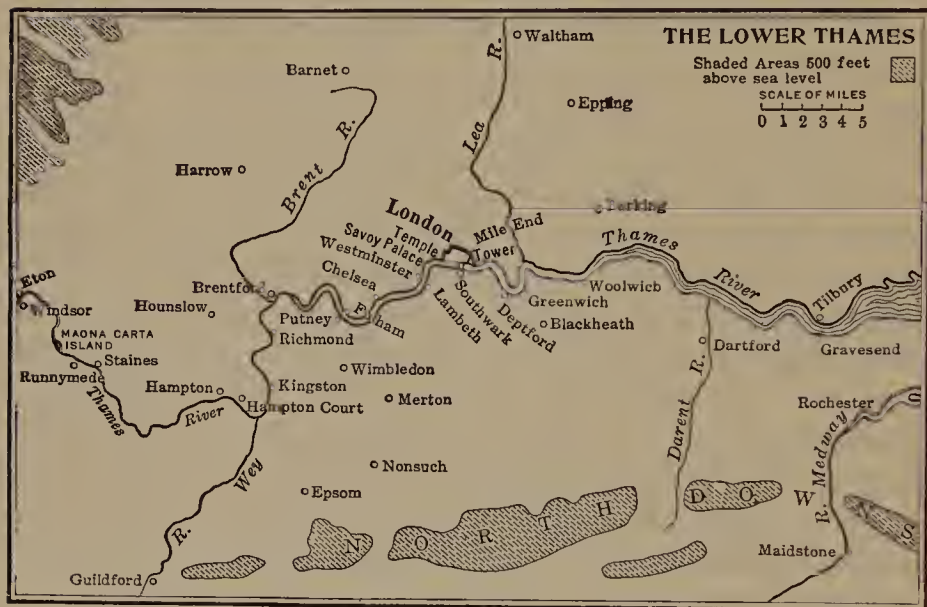 THE LOWER THAMES
Shaded Areas 500 feet
above sea level
SCALE OF MILES
0 1 2 3 4 5
Waltham
Barnet
Epping
Lea R.
Brent R.
Harrow
London
Temple
Savoy Palace
Westminster
Chelsea
Mile End
Tower
Thames
River
Barking
Woolwich
Tilbury
Eton
Windsor
MAGNA CARTA
ISLAND
Runnymede
Staines
Hounslow
Brentford
Putney
Richmond
Fulham
Lambeth
Southwark
Deptford
Greenwich
Blackheath
Dartford
Gravesend
Wimbledon
Kingston
Hampton
Hampton Court
Merton
Thames
River
Rochester
Darent R.
R. Medway
Nonsuch
Epsom
R. Wey
NORTH DOWNS
Maidstone
Guildford